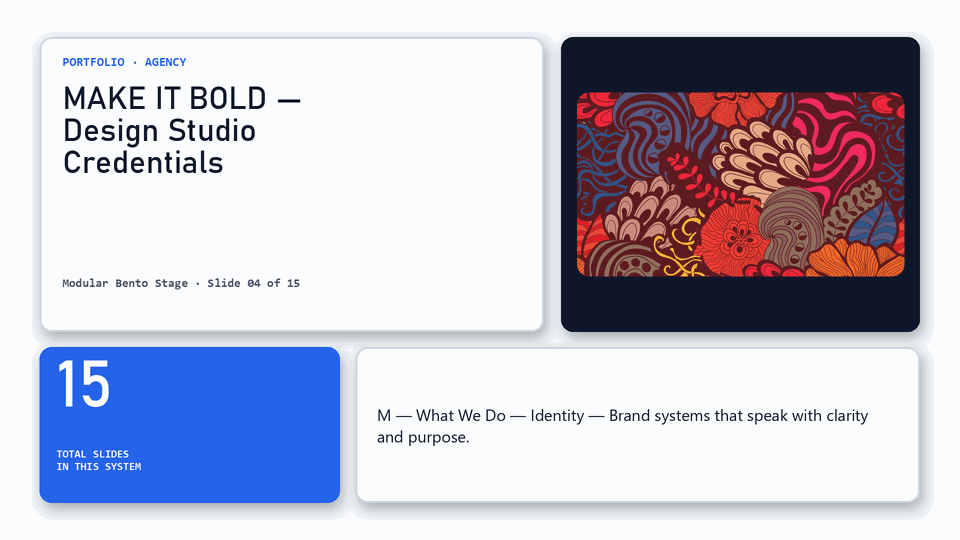 PORTFOLIO · AGENCY
MAKE IT BOLD —
Design Studio
Credentials
Modular Bento Stage · Slide 04 of 15
15
TOTAL SLIDES
IN THIS SYSTEM
M — What We Do — Identity — Brand systems that speak with clarity
and purpose.